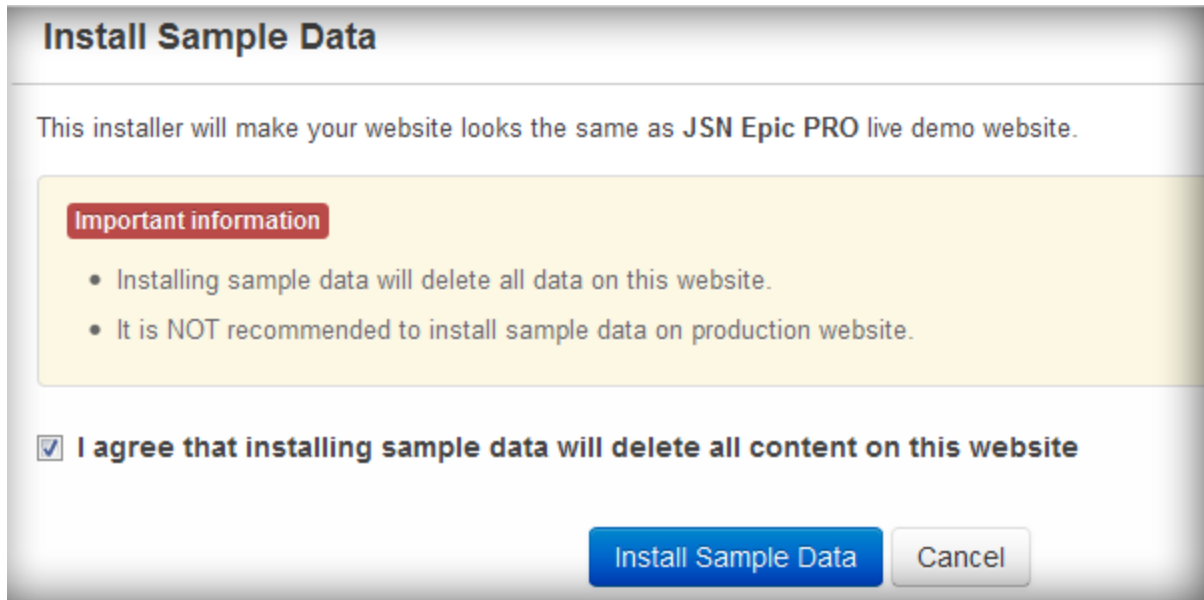 Install Sample Data
This installer will make your website looks the same as JSN Epic PRO live demo website.
Important information
• Installing sample data will delete all data on this website.
• It is NOT recommended to install sample data on production website.
I agree that installing sample data will delete all content on this website
Install Sample Data Cancel